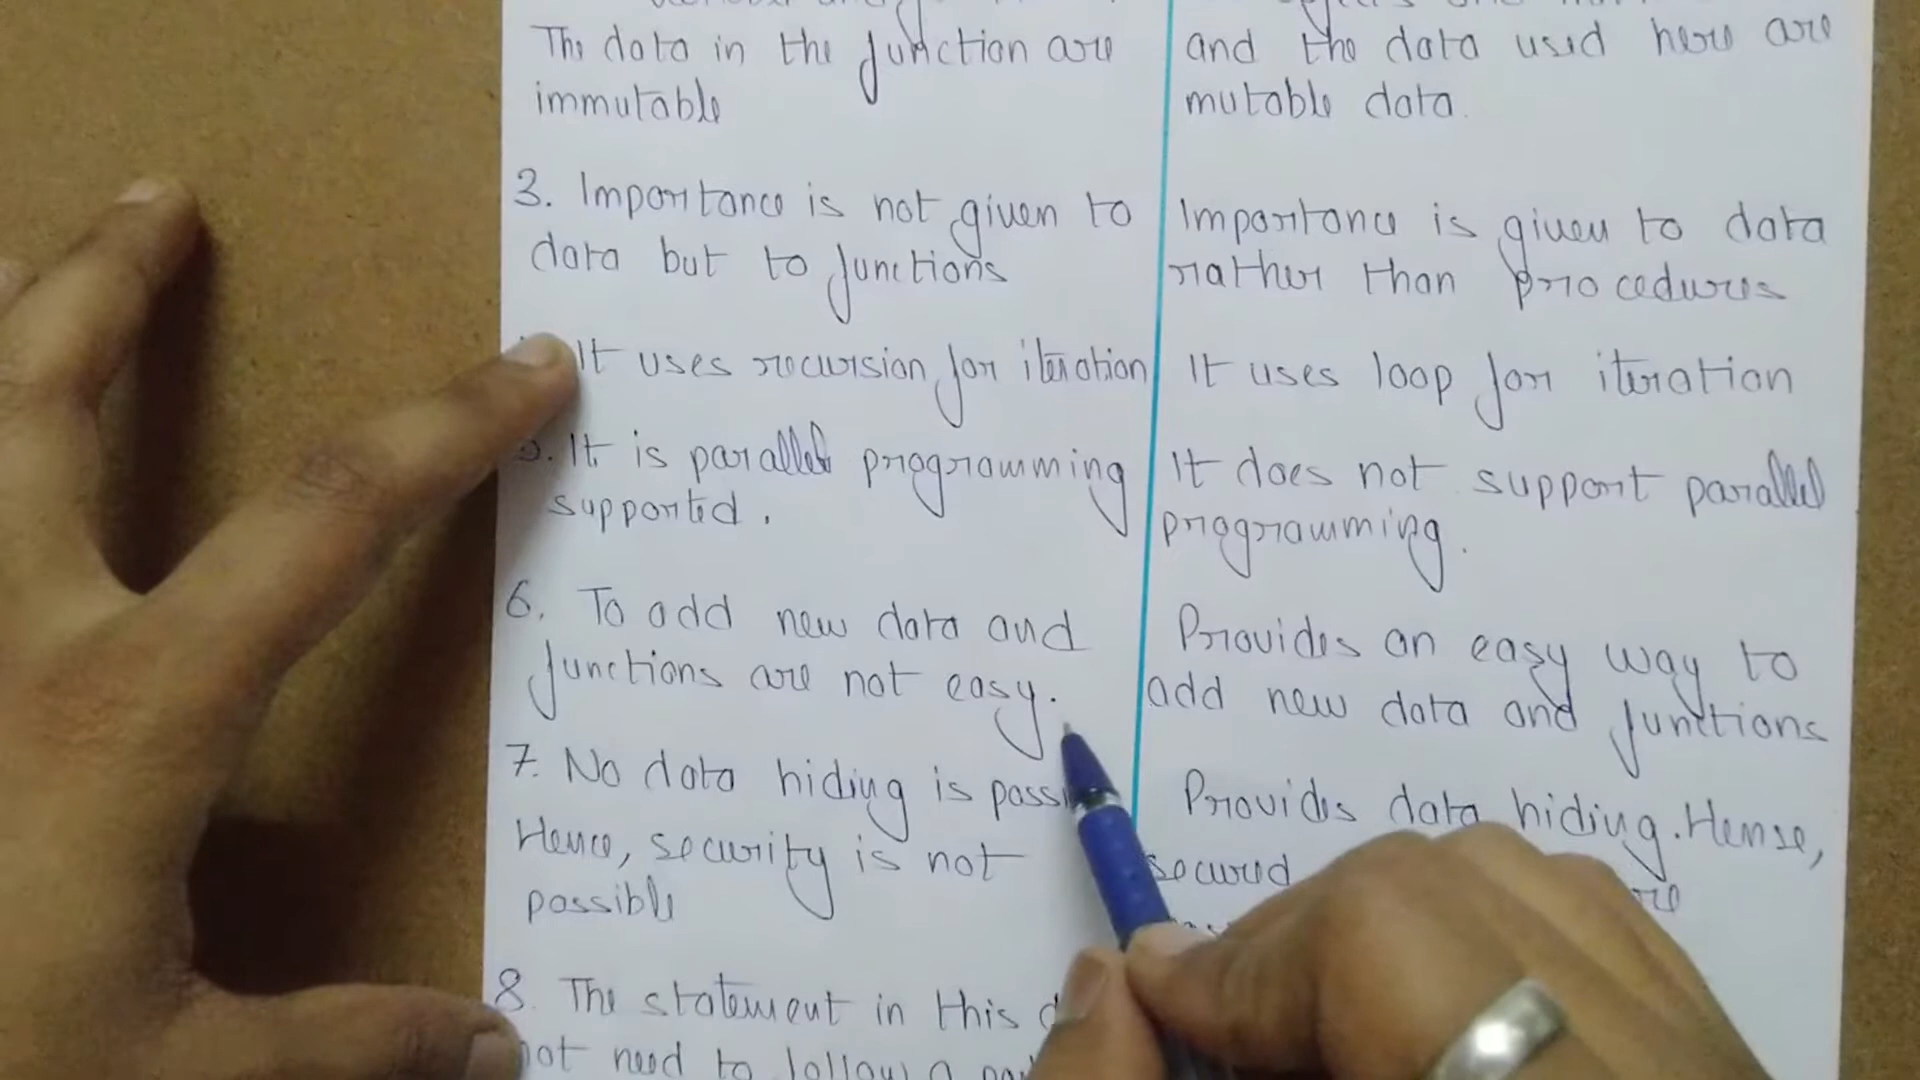 The data in the function are
immutable
3. Importance is not given to
data but to functions
It uses recursion for iteration
5. It is parallel programming
supported.
6. To add new data and
functions are not easy.
7. No data hiding is
Hence, security is not
possible
8. The statement in this
not need to follow a
and the data used here are
mutable data.
Importance is given to data
rather than procedures
It uses loop for iteration
It does not support parallel
programming.
Provides an easy way to
add new data and functions
Provides data hiding. Hense,
secured